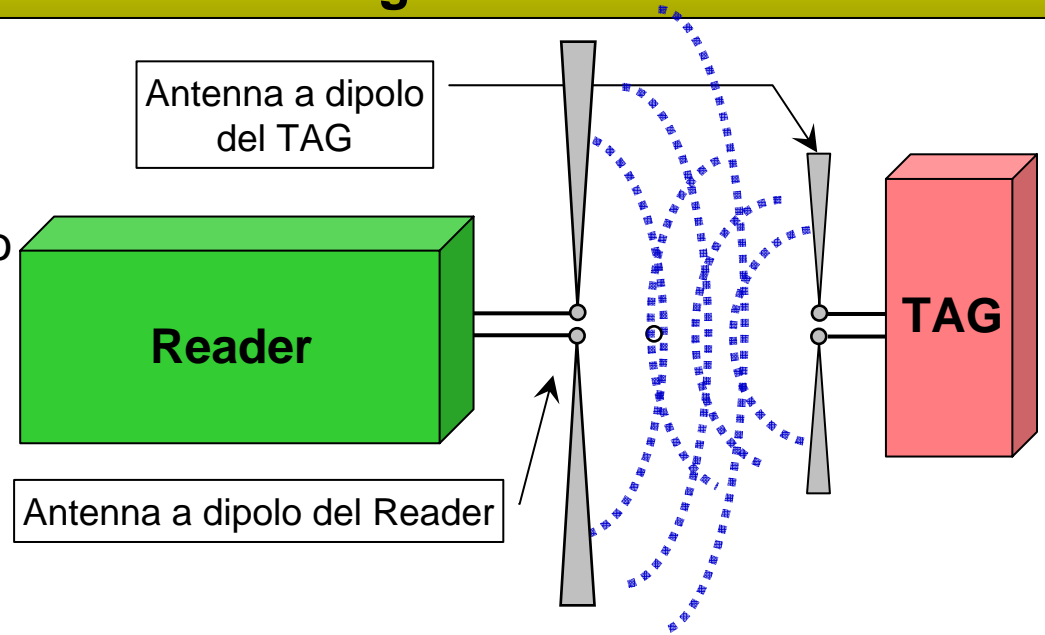 Antenna a dipolo
del TAG
Reader
TAG
Antenna a dipolo del Reader